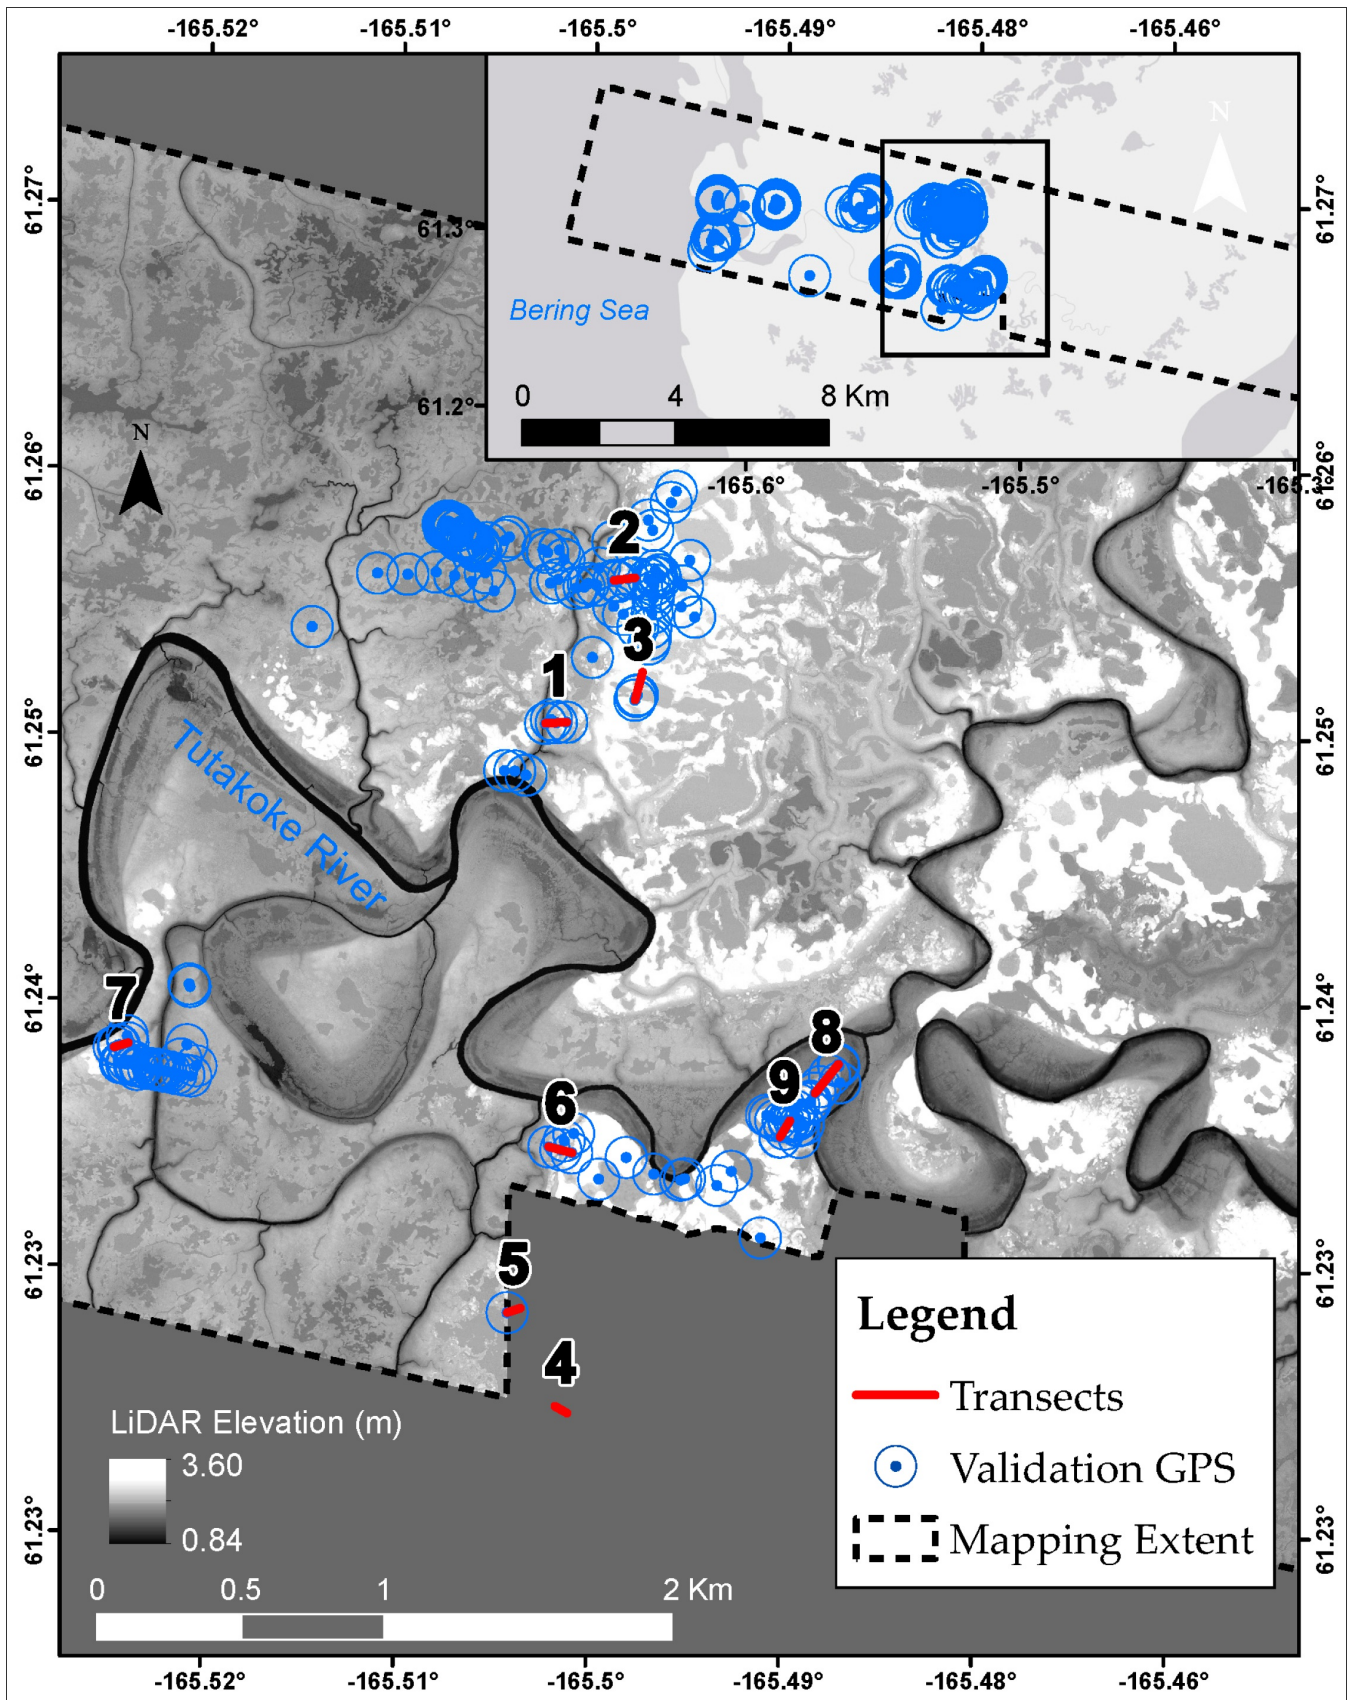 -165.52° -165.51° -165.5° -165.49° -165.48° -165.46°
61.27°
61.26°
61.25°
61.24°
61.23°
61.23°
61.27°
61.26°
61.25°
61.24°
61.23°
61.23°
N
61.3°
Bering Sea
0 4 8 Km
61.2°
-165.6° -165.5° -165.
N
2
3
1
Tutakoke River
7
8
9
6
5
4
LiDAR Elevation (m)
3.60
0.84
0 0.5 1 2 Km
Legend
Transects
Validation GPS
Mapping Extent
-165.52° -165.51° -165.5° -165.49° -165.48° -165.46°